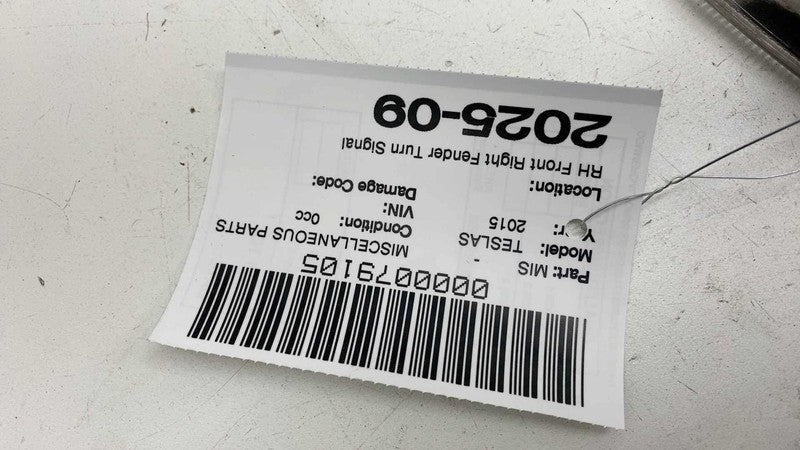 0000079105
Part: MIS - MISCELLANEOUS PARTS
Model: TESLAS Condition: 0cc
Year: 2015 VIN:
Damage Code:
Location:
RH Front Right Fender Turn Signal
2025-09